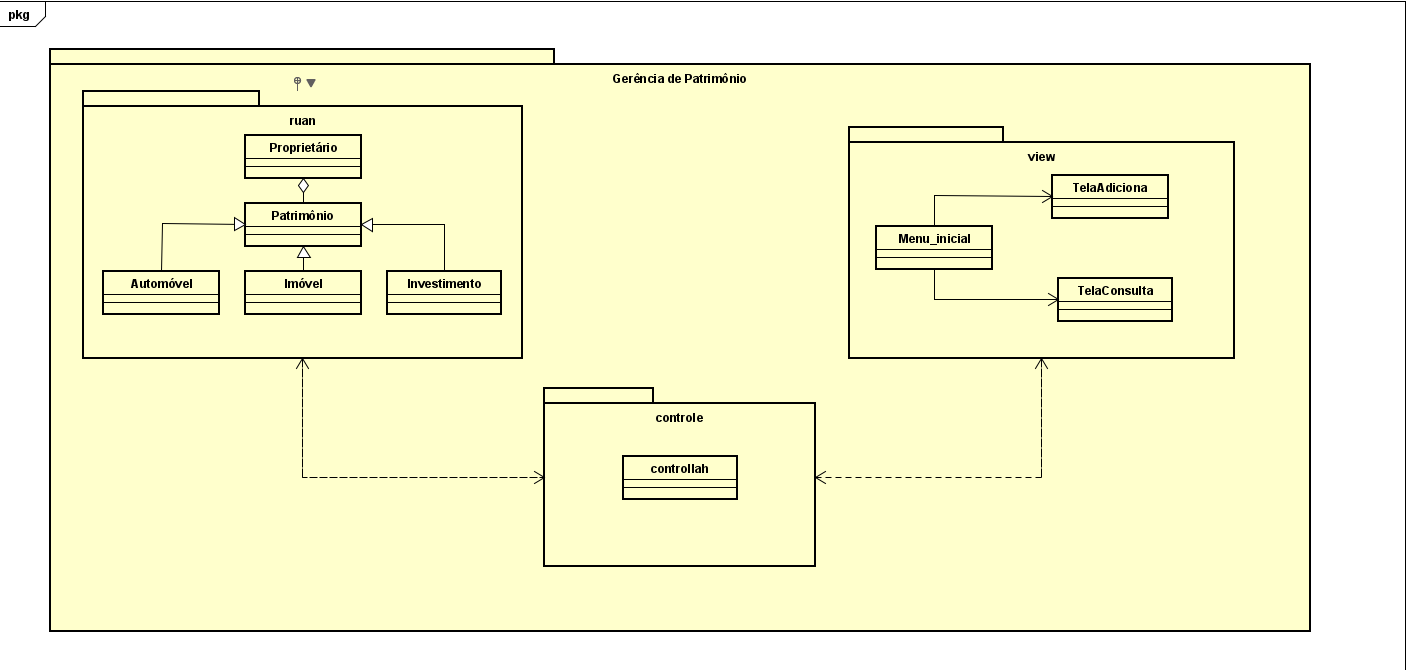 pkg
Gerência de Patrimônio
ruan
Proprietário
Patrimônio
Automóvel
Imóvel
Investimento
view
TelaAdiciona
Menu_inicial
TelaConsulta
controle
controllah